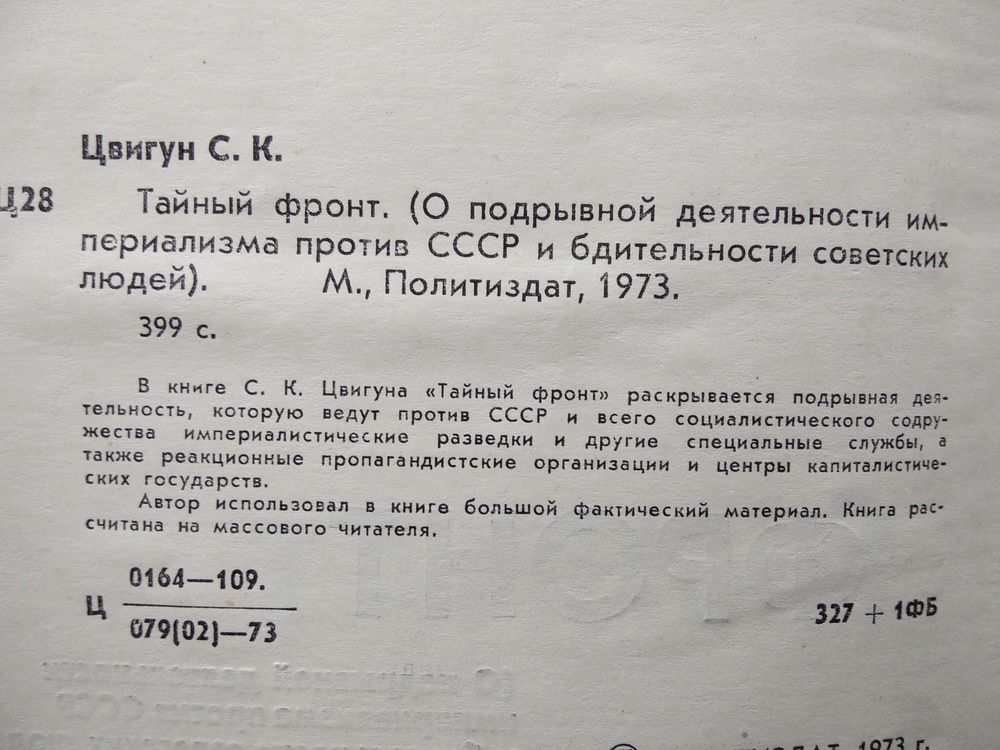 Цвигун С. К.
Ц28 Тайный фронт. (О подрывной деятельности им-
периализма против СССР и бдительности советских
людей). М., Политиздат, 1973.
399 с.
В книге С. К. Цвигуна «Тайный фронт» раскрывается подрывная дея-
тельность, которую ведут против СССР и всего социалистического содру-
жества империалистические разведки и другие специальные службы, а
также реакционные пропагандистские организации и центры капиталистиче-
ских государств.
Автор использовал в книге большой фактический материал. Книга рас-
считана на массового читателя.
0164—109.
Ц
079(02)—73
327 + 1ФБ
1973 г.